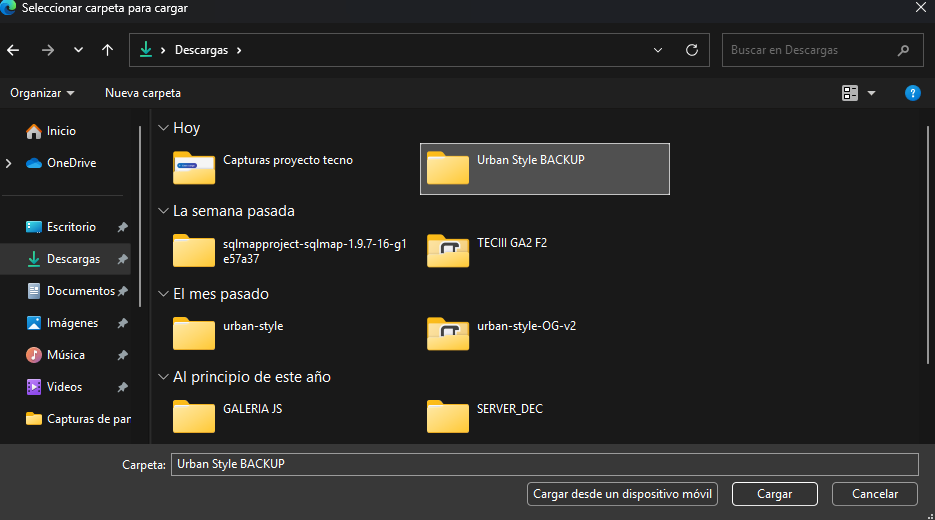 Seleccionar carpeta para cargar
Descargas
Buscar en Descargas
Organizar
Nueva carpeta
?
Inicio
OneDrive
Escritorio
Descargas
Documentos
Imágenes
Música
Videos
Capturas de pan
Hoy
Capturas proyecto tecno
Urban Style BACKUP
La semana pasada
sqlmapproject-sqlmap-1.9.7-16-g1
e57a37
TECIII GA2 F2
El mes pasado
urban-style
urban-style-OG-v2
Al principio de este año
GALERIA JS
SERVER_DEC
Carpeta:
Urban Style BACKUP
Cargar desde un dispositivo móvil
Cargar
Cancelar